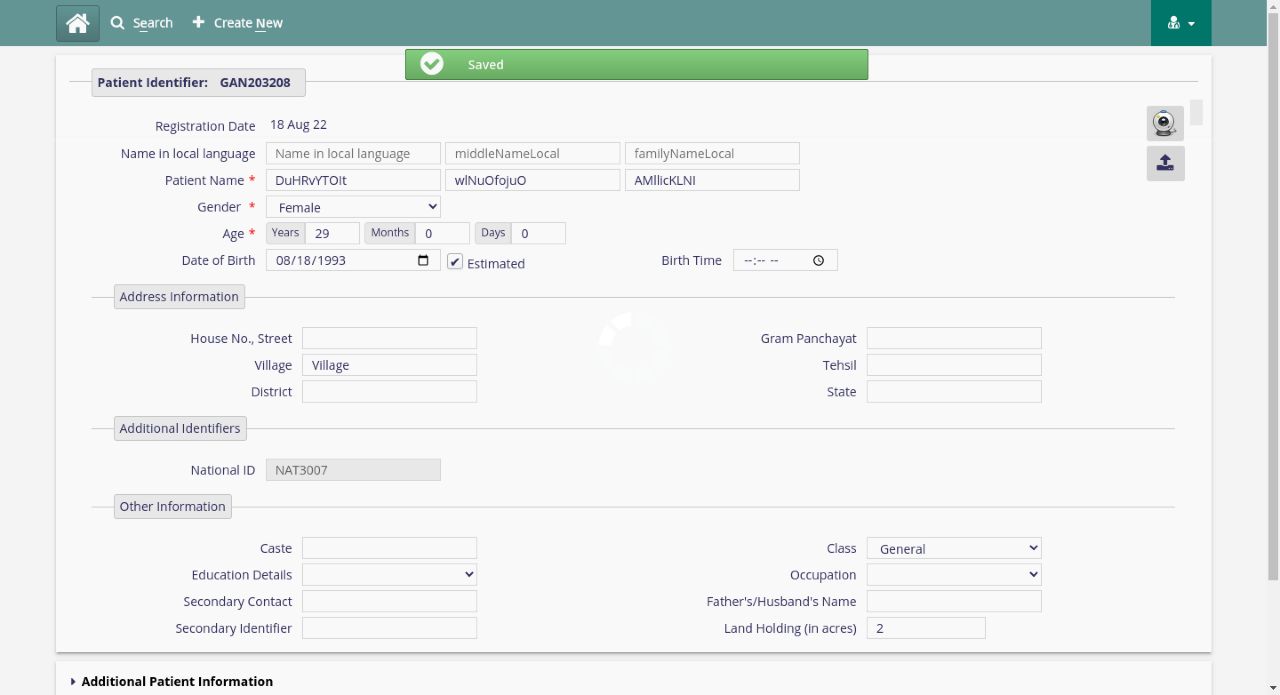 Search Create New
Saved
Patient Identifier: GAN203208
Registration Date 18 Aug 22
Name in local language Name in local language middleNameLocal familyNameLocal
Patient Name * DuHRvYTOIt wlNuOfojuO AMllicKLNI
Gender * Female
Age * Years 29 Months 0 Days 0
Date of Birth 08/18/1993 Estimated Birth Time --:-- --
Address Information
House No., Street Gram Panchayat
Village Village Tehsil
District State
Additional Identifiers
National ID NAT3007
Other Information
Caste Class General
Education Details Occupation
Secondary Contact Father's/Husband's Name
Secondary Identifier Land Holding (in acres) 2
Additional Patient Information